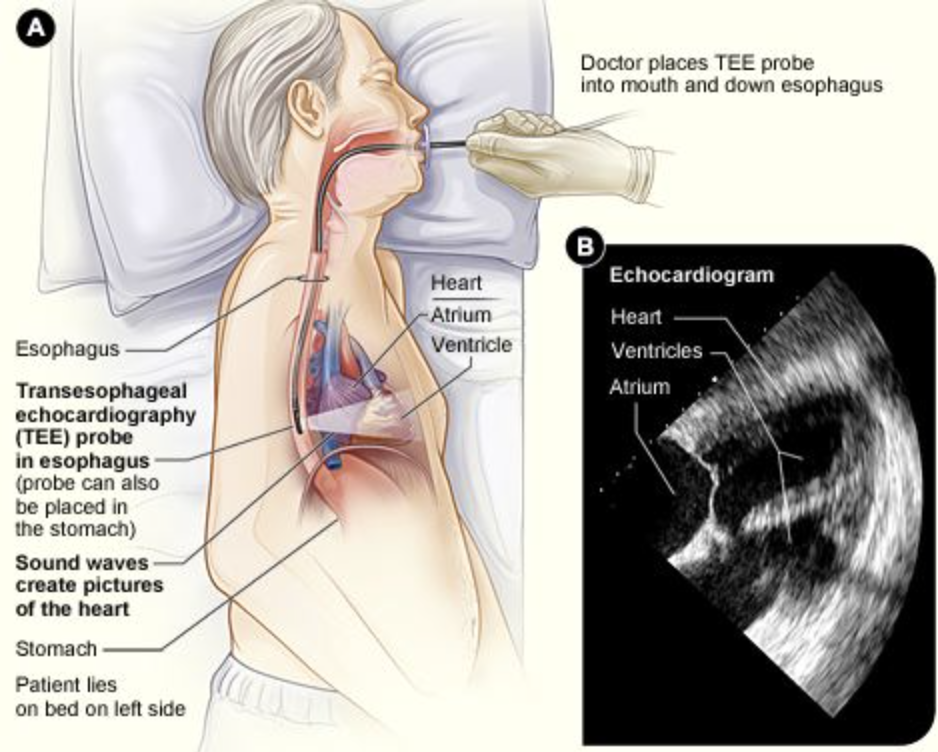 A
Doctor places TEE probe
into mouth and down esophagus
Heart
Atrium
Ventricle
Esophagus
Transesophageal
echocardiography
(TEE) probe
in esophagus
(probe can also
be placed in
the stomach)
Sound waves
create pictures
of the heart
Stomach
Patient lies
on bed on left side
B
Echocardiogram
Heart
Ventricles
Atrium